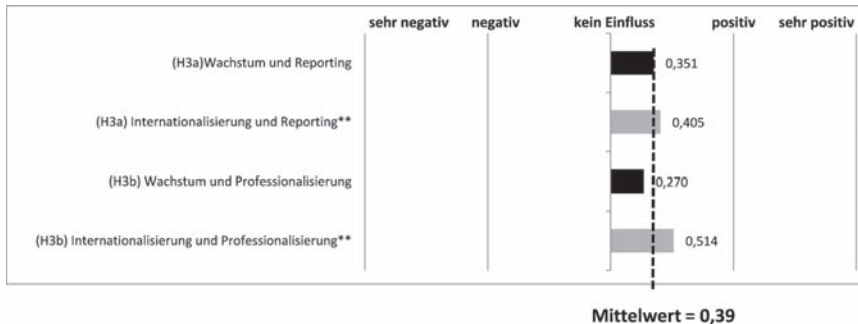 sehr negativ negativ kein Einfluss positiv sehr positiv
(H3a)Wachstum und Reporting 0,351
(H3a) Internationalisierung und Reporting** 0,405
(H3b) Wachstum und Professionalisierung 0,270
(H3b) Internationalisierung und Professionalisierung** 0,514
Mittelwert = 0,39